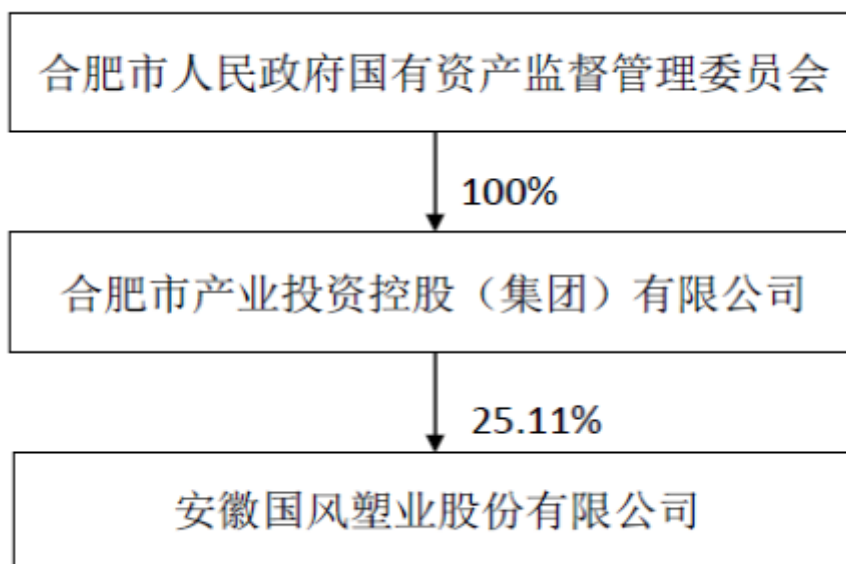 合肥市人民政府国有资产监督管理委员会
100%
合肥市产业投资控股（集团）有限公司
25.11%
安徽国风塑业股份有限公司